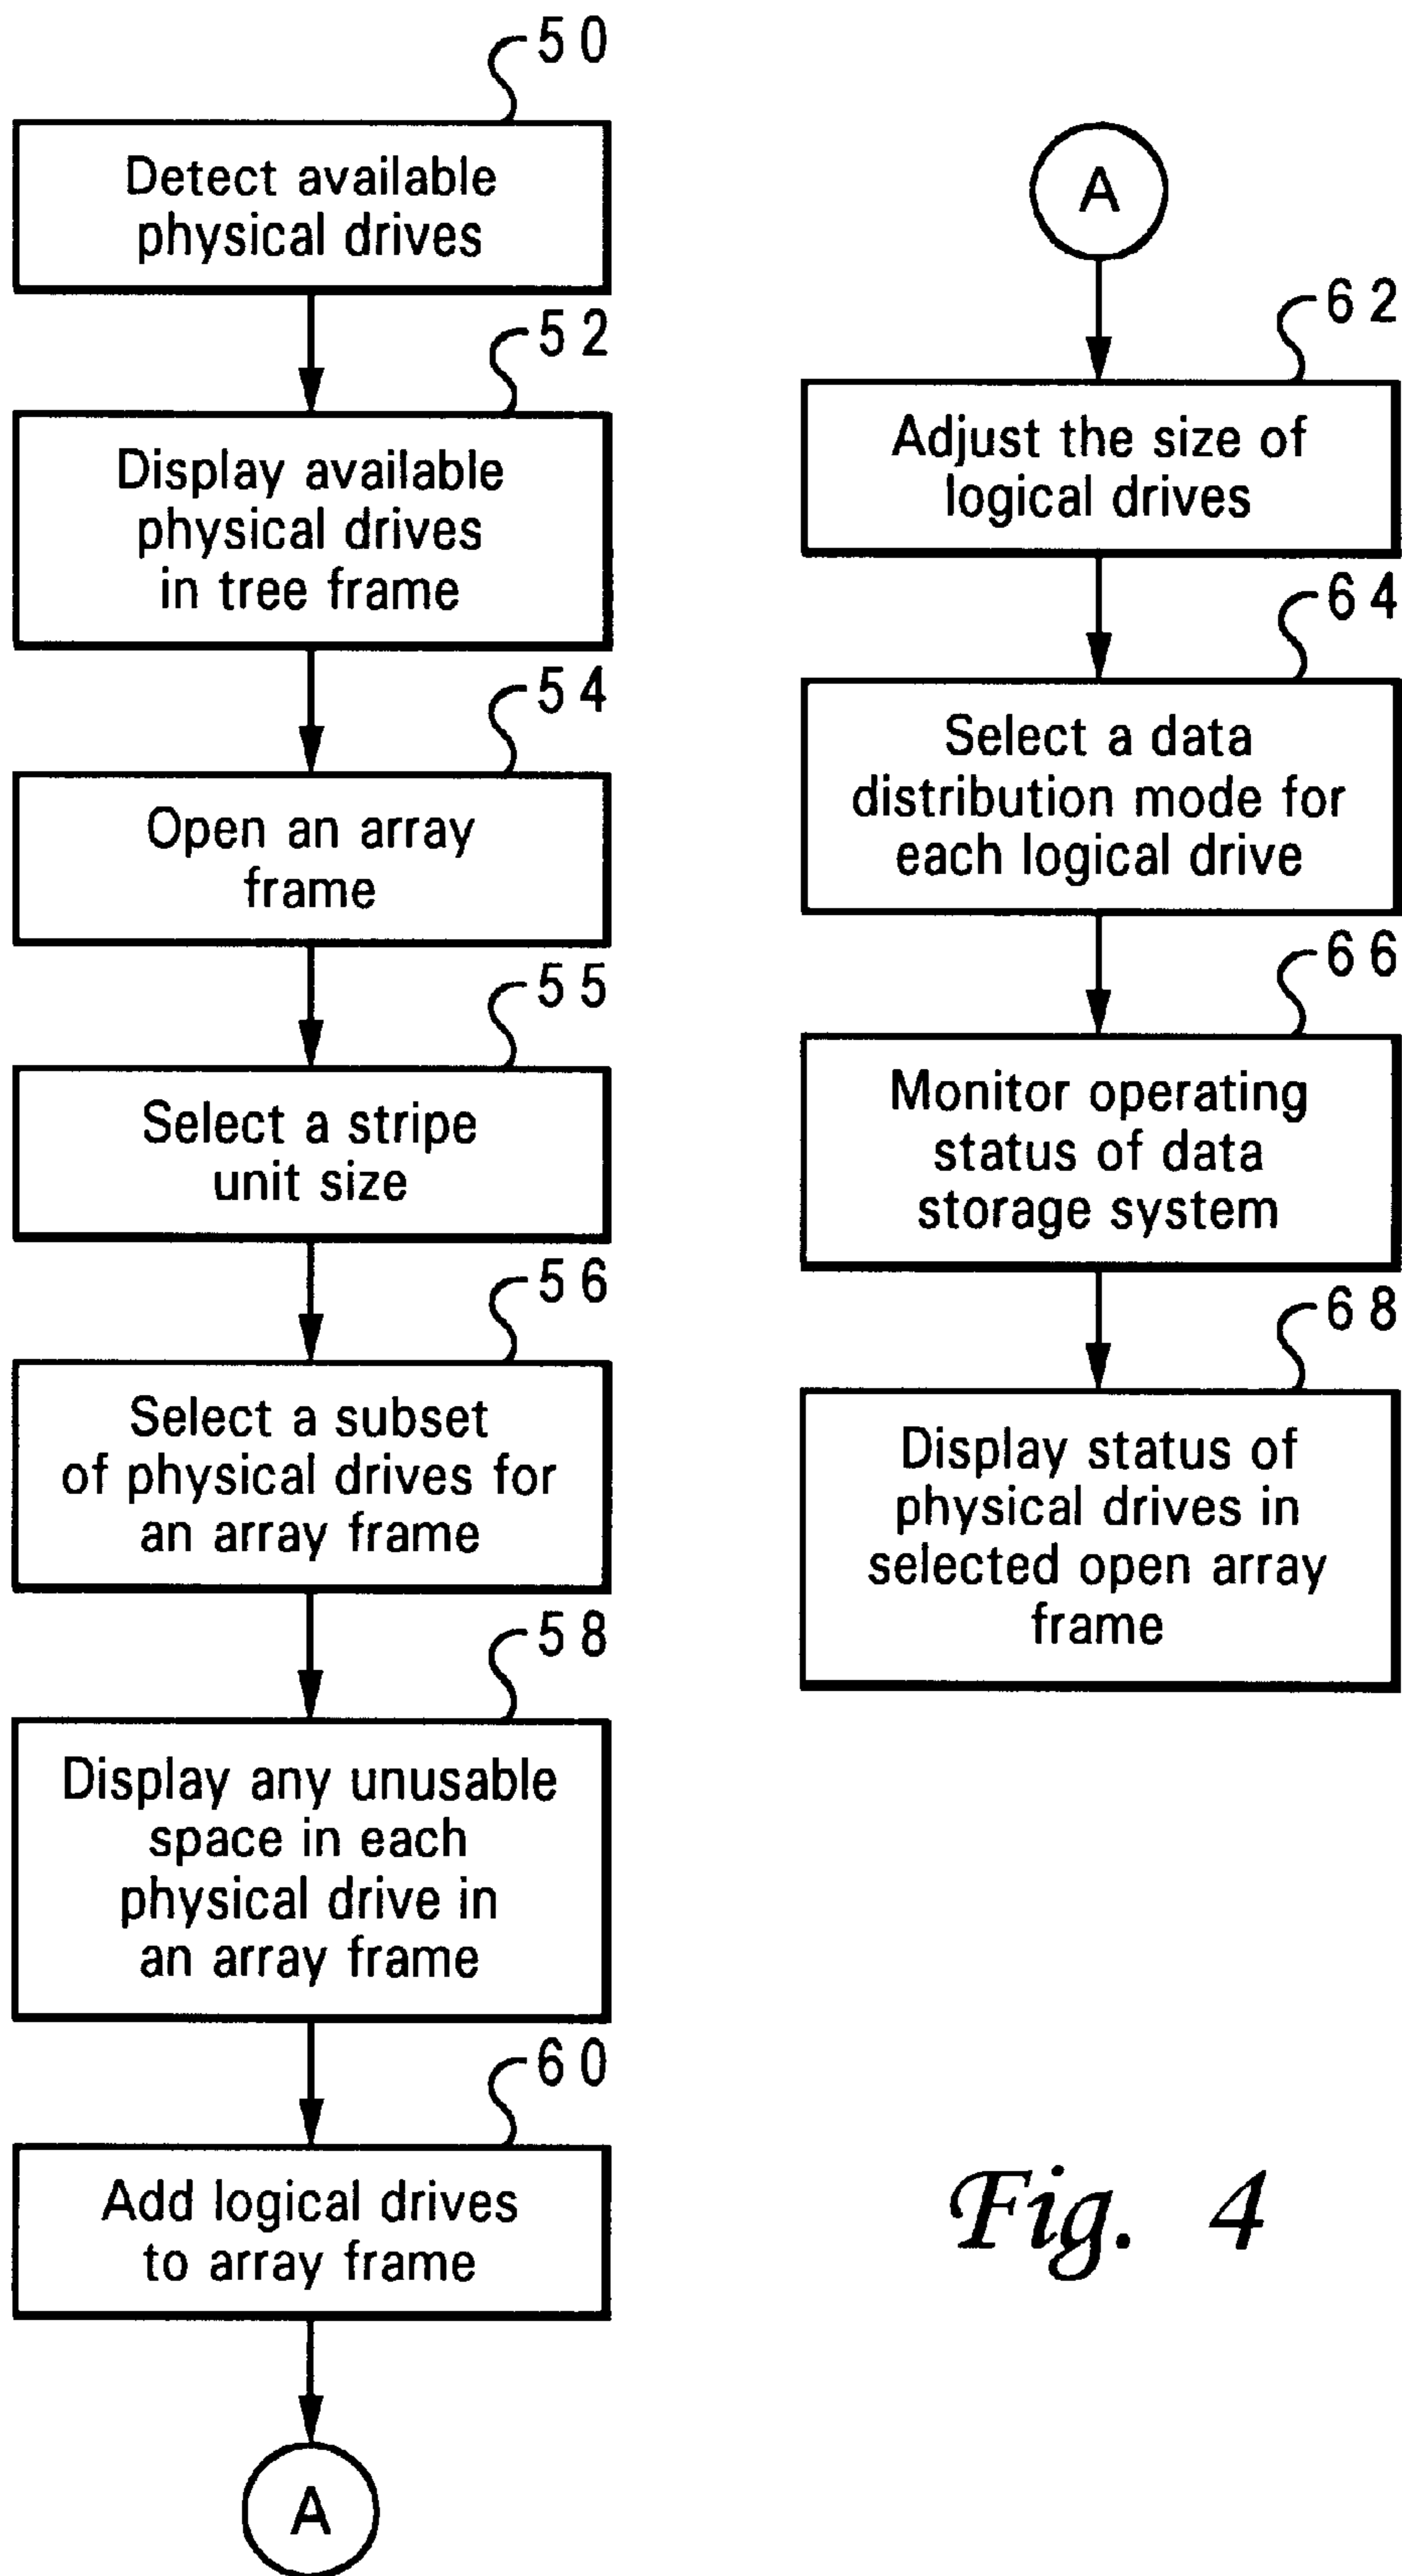 50
Detect available
physical drives
52
Display available
physical drives
in tree frame
54
Open an array
frame
55
Select a stripe
unit size
56
Select a subset
of physical drives for
an array frame
58
Display any unusable
space in each
physical drive in
an array frame
60
Add logical drives
to array frame
A
A
62
Adjust the size of
logical drives
64
Select a data
distribution mode for
each logical drive
66
Monitor operating
status of data
storage system
68
Display status of
physical drives in
selected open array
frame
Fig. 4